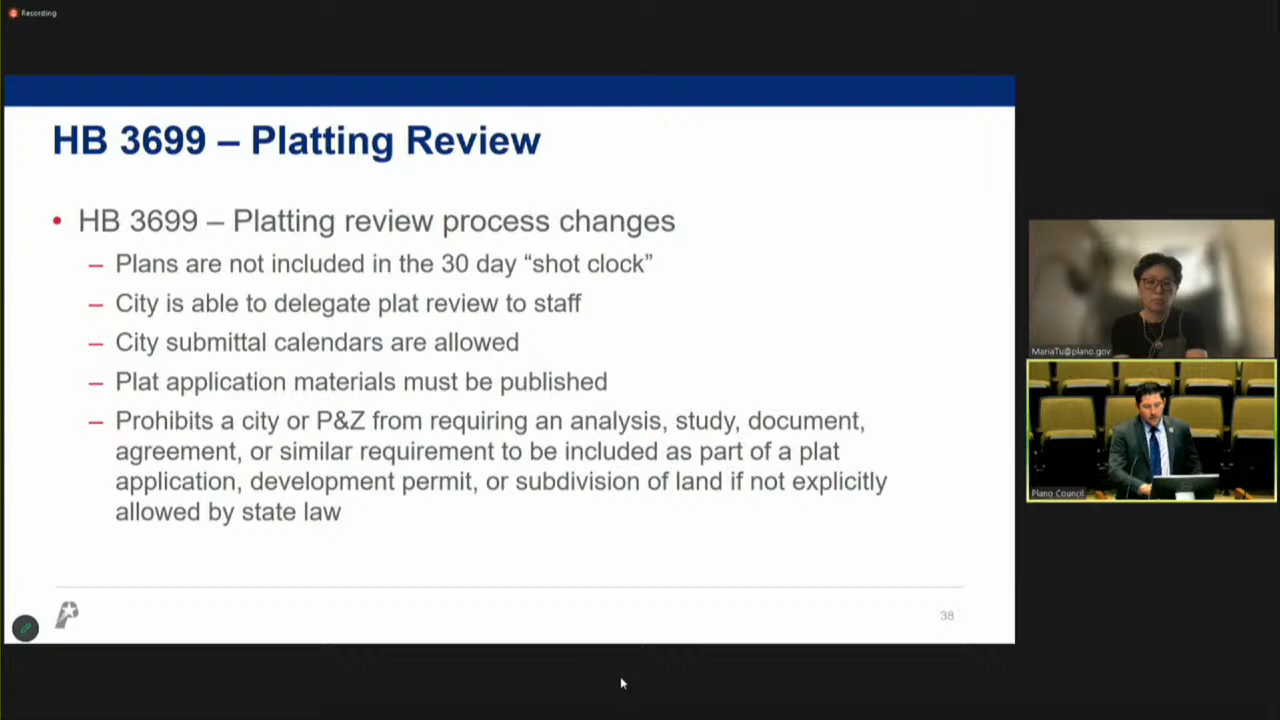 Recording
HB 3699 – Platting Review
• HB 3699 – Platting review process changes
– Plans are not included in the 30 day “shot clock”
– City is able to delegate plat review to staff
– City submittal calendars are allowed
– Plat application materials must be published
– Prohibits a city or P&Z from requiring an analysis, study, document,
agreement, or similar requirement to be included as part of a plat
application, development permit, or subdivision of land if not explicitly
allowed by state law
38
MariaTu@plano.gov
Plano Council